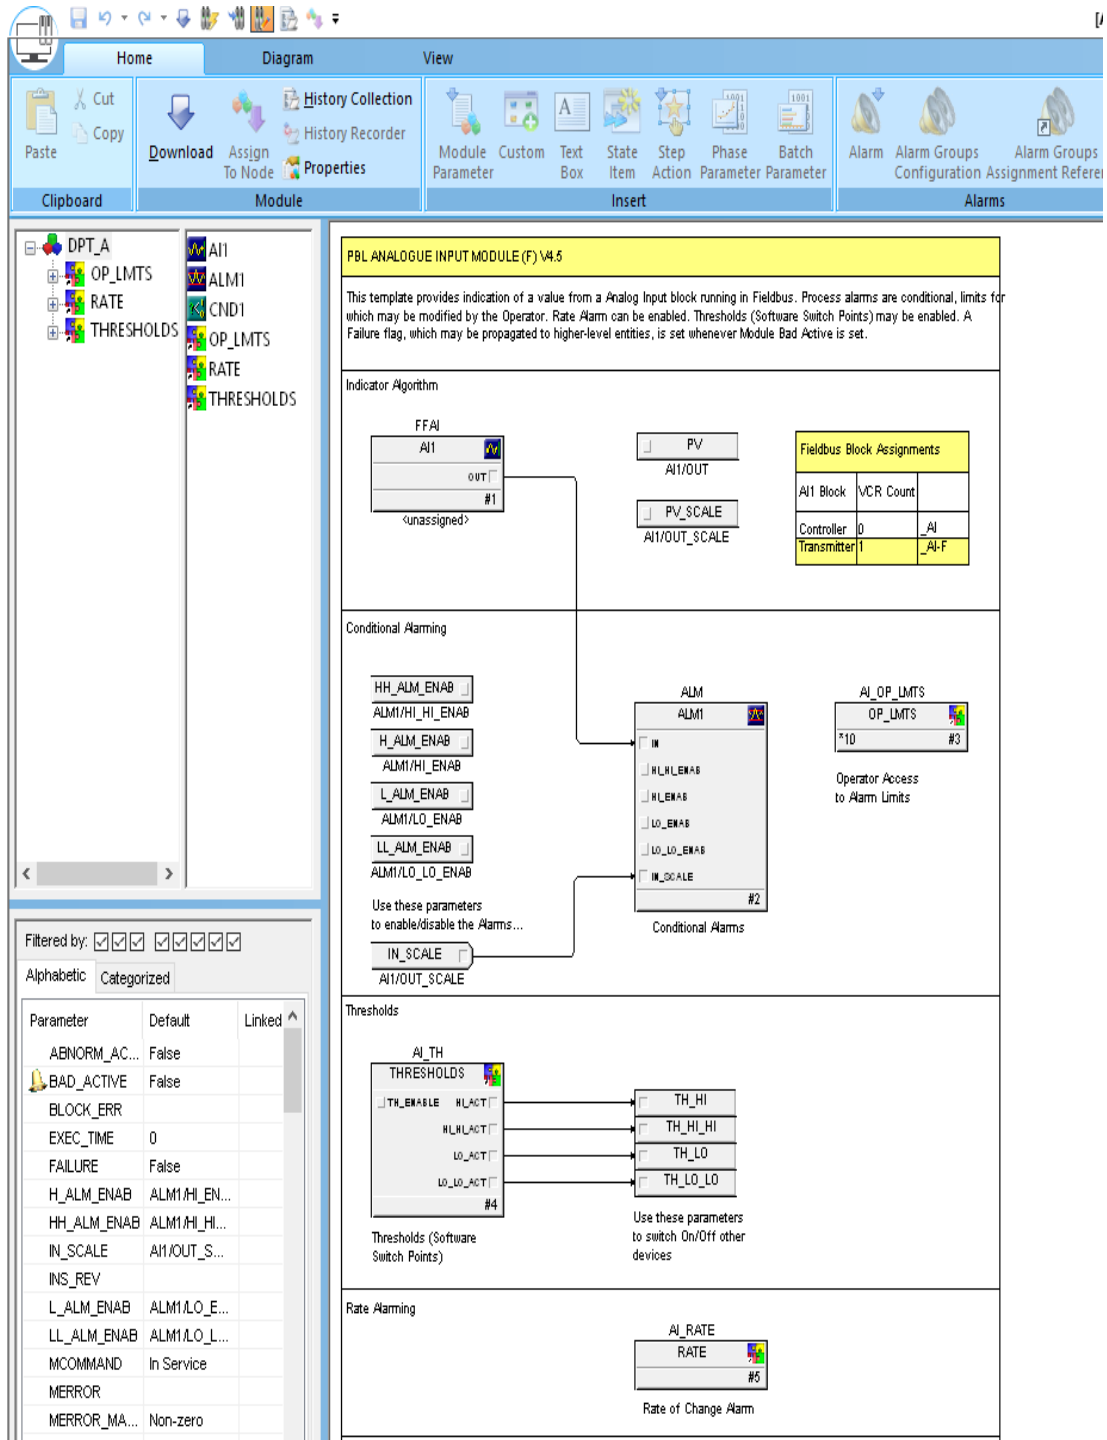 [A
Home
Diagram
View
Paste
Cut
Copy
Clipboard
Download
Assign
To Node
History Collection
History Recorder
Properties
Module
Module
Parameter
Custom
Text
Box
State
Item
Step
Action
Phase
Parameter
Batch
Parameter
Insert
Alarm
Alarm Groups
Configuration
Alarm Groups
Assignment Refere
Alarms
DPT_A
OP_LMTS
RATE
THRESHOLDS
AI1
ALM1
CND1
OP_LMTS
RATE
THRESHOLDS
Filtered by:
Alphabetic
Categorized
Parameter Default Linked
ABNORM_AC... False
BAD_ACTIVE False
BLOCK_ERR
EXEC_TIME 0
FAILURE False
H_ALM_ENAB ALM1/HI_EN...
HH_ALM_ENAB ALM1/HI_HI...
IN_SCALE AI1/OUT_S...
INS_REV
L_ALM_ENAB ALM1/LO_E...
LL_ALM_ENAB ALM1/LO_L...
MCOMMAND In Service
MERROR
MERROR_MA... Non-zero
PBL ANALOGUE INPUT MODULE (F) V4.5
This template provides indication of a value from a Analog Input block running in Fieldbus. Process alarms are conditional, limits for
which may be modified by the Operator. Rate Alarm can be enabled. Thresholds (Software Switch Points) may be enabled. A
Failure flag, which may be propagated to higher-level entities, is set whenever Module Bad Active is set.
Indicator Algorithm
FFAI
AI1
OUT
#1
<unassigned>
PV
AI1/OUT
PV_SCALE
AI1/OUT_SCALE
Fieldbus Block Assignments
AI1 Block VCR Count
Controller 0 _AI
Transmitter 1 _AI-F
Conditional Alarming
HH_ALM_ENAB
ALM1/HI_HI_ENAB
H_ALM_ENAB
ALM1/HI_ENAB
L_ALM_ENAB
ALM1/LO_ENAB
LL_ALM_ENAB
ALM1/LO_LO_ENAB
Use these parameters
to enable/disable the Alarms...
IN_SCALE
AI1/OUT_SCALE
ALM
ALM1
IN
HI_HI_ENAB
HI_ENAB
LO_ENAB
LO_LO_ENAB
IN_SCALE
#2
Conditional Alarms
AI_OP_LMTS
OP_LMTS
*10 #3
Operator Access
to Alarm Limits
Thresholds
AI_TH
THRESHOLDS
TH_ENABLE HI_ACT
HI_HI_ACT
LO_ACT
LO_LO_ACT
#4
Thresholds (Software
Switch Points)
TH_HI
TH_HI_HI
TH_LO
TH_LO_LO
Use these parameters
to switch On/Off other
devices
Rate Alarming
AI_RATE
RATE
#5
Rate of Change Alarm